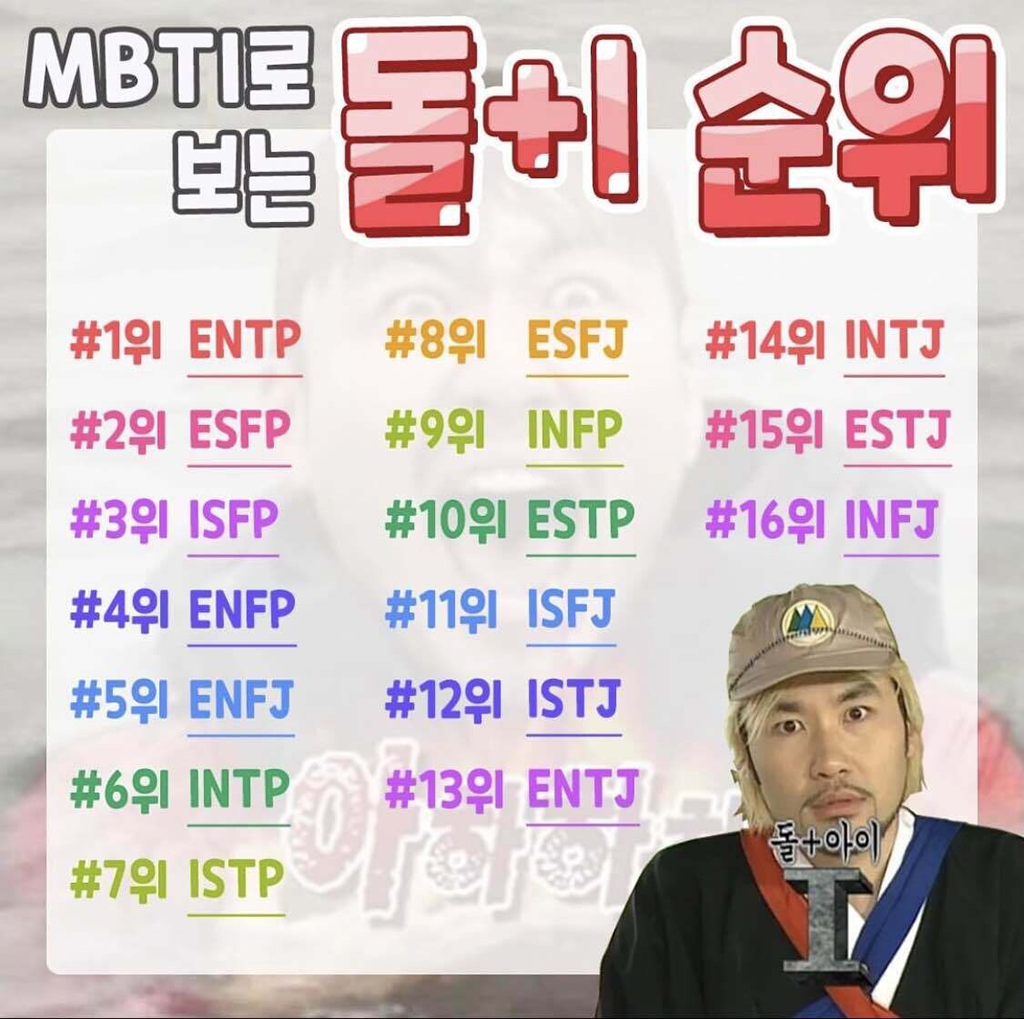 MBTI로
보는
돌+I 순위
#1위 ENTP
#2위 ESFP
#3위 ISFP
#4위 ENFP
#5위 ENFJ
#6위 INTP
#7위 ISTP
#8위 ESFJ
#9위 INFP
#10위 ESTP
#11위 ISFJ
#12위 ISTJ
#13위 ENTJ
#14위 INTJ
#15위 ESTJ
#16위 INFJ
돌+아이
I